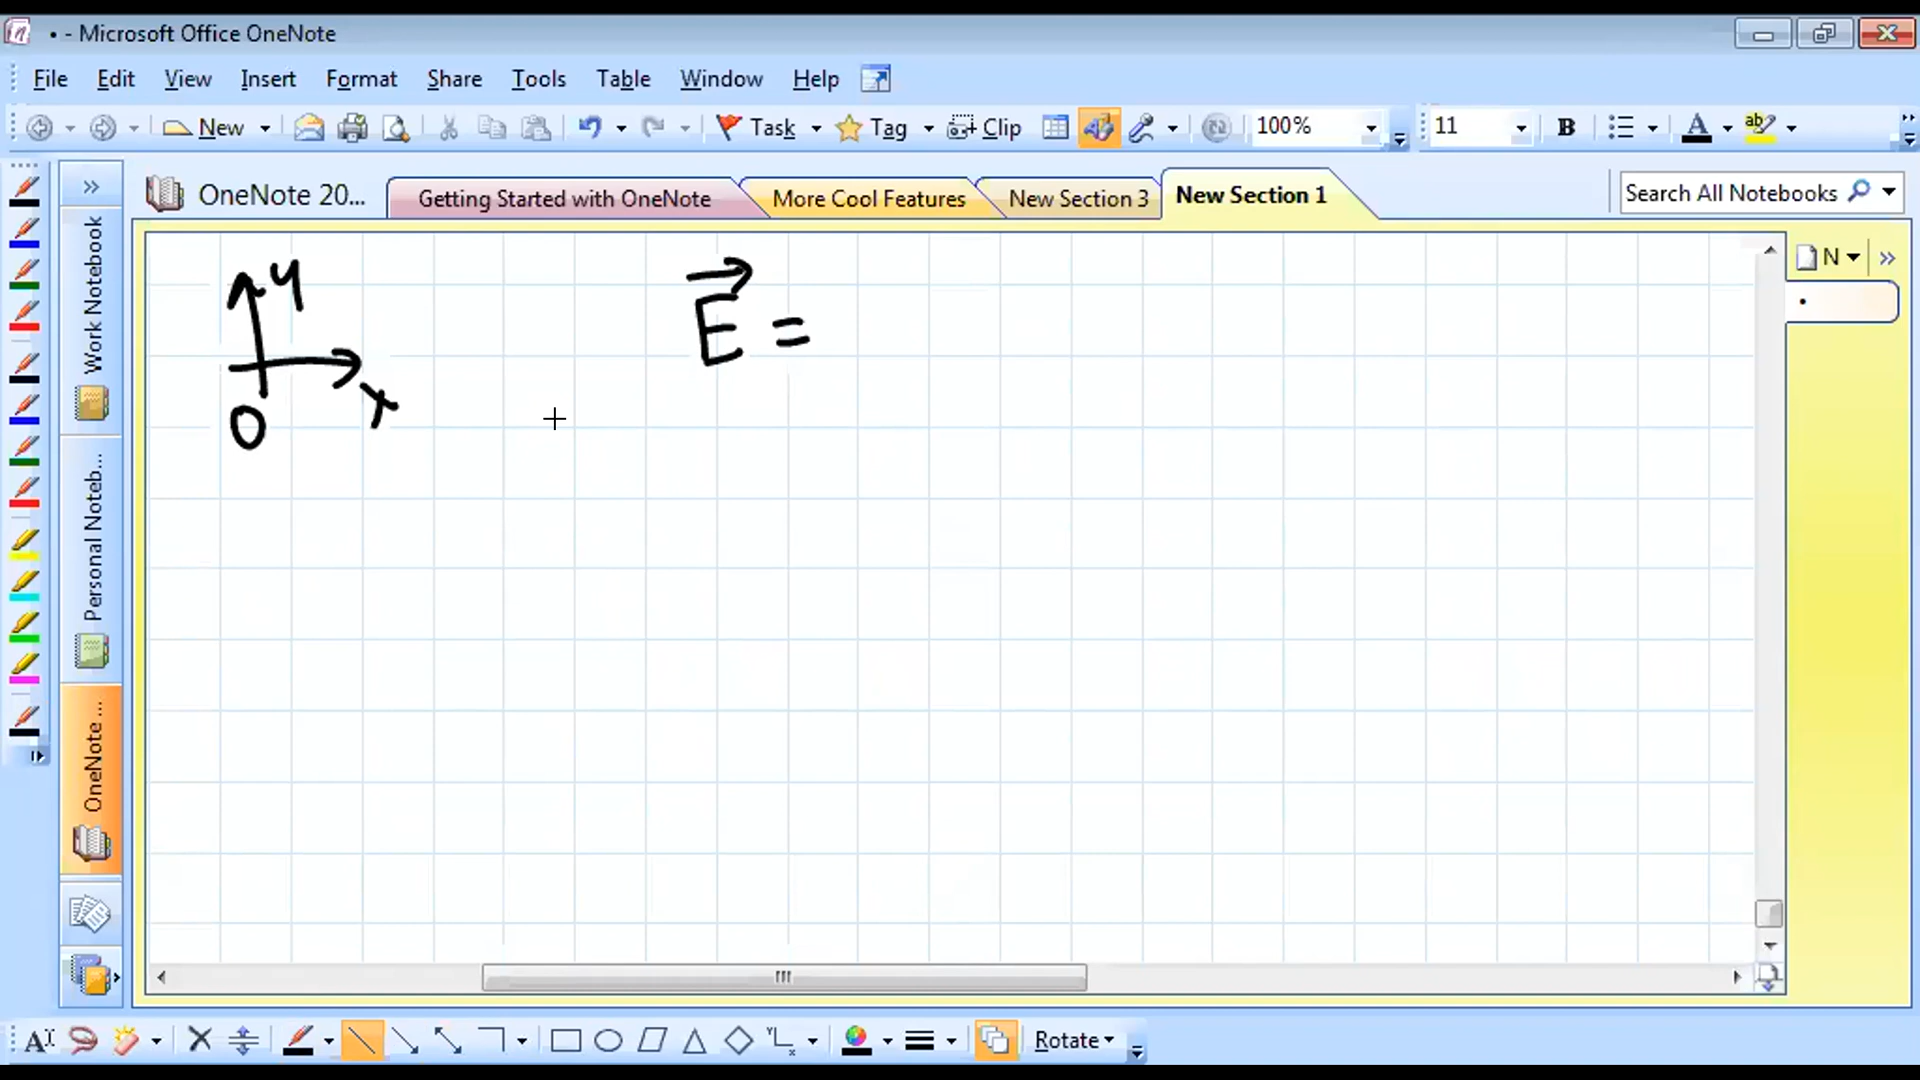 • - Microsoft Office OneNote
File Edit View Insert Format Share Tools Table Window Help
New Task Tag Clip 100% 11 B A ab
OneNote 20... Getting Started with OneNote More Cool Features New Section 3 New Section 1 Search All Notebooks
» Work Notebook
Personal Noteb...
OneNote ...
N »
•
y
x
O
E⃗ =
A Rotate